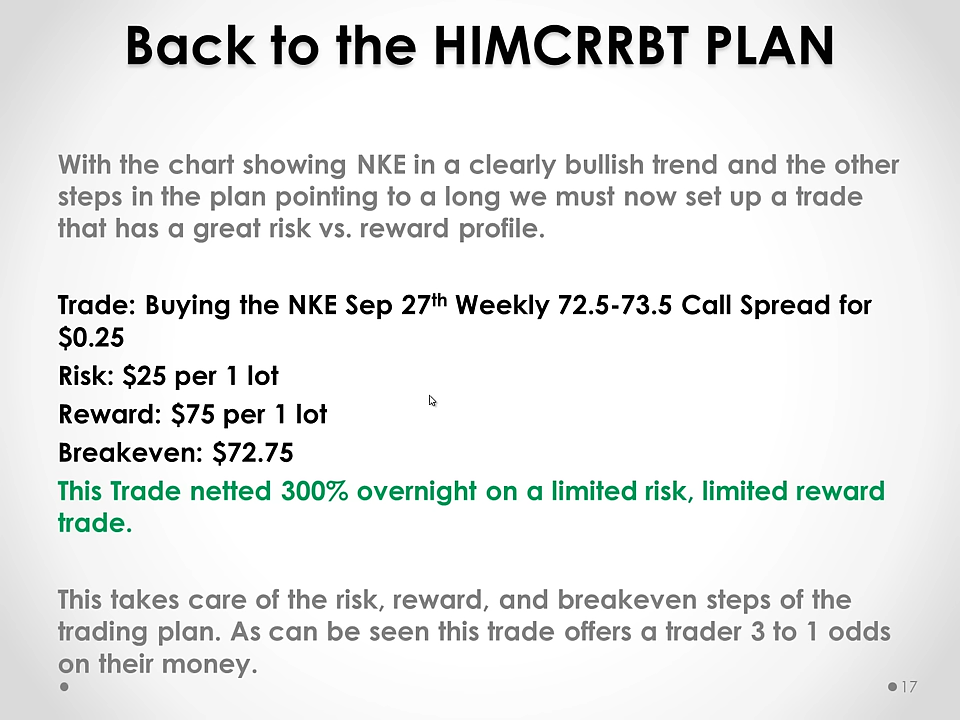 Back to the HIMCRRBT PLAN
With the chart showing NKE in a clearly bullish trend and the other
steps in the plan pointing to a long we must now set up a trade
that has a great risk vs. reward profile.
Trade: Buying the NKE Sep 27th Weekly 72.5-73.5 Call Spread for
$0.25
Risk: $25 per 1 lot
Reward: $75 per 1 lot
Breakeven: $72.75
This Trade netted 300% overnight on a limited risk, limited reward
trade.
This takes care of the risk, reward, and breakeven steps of the
trading plan. As can be seen this trade offers a trader 3 to 1 odds
on their money.
17